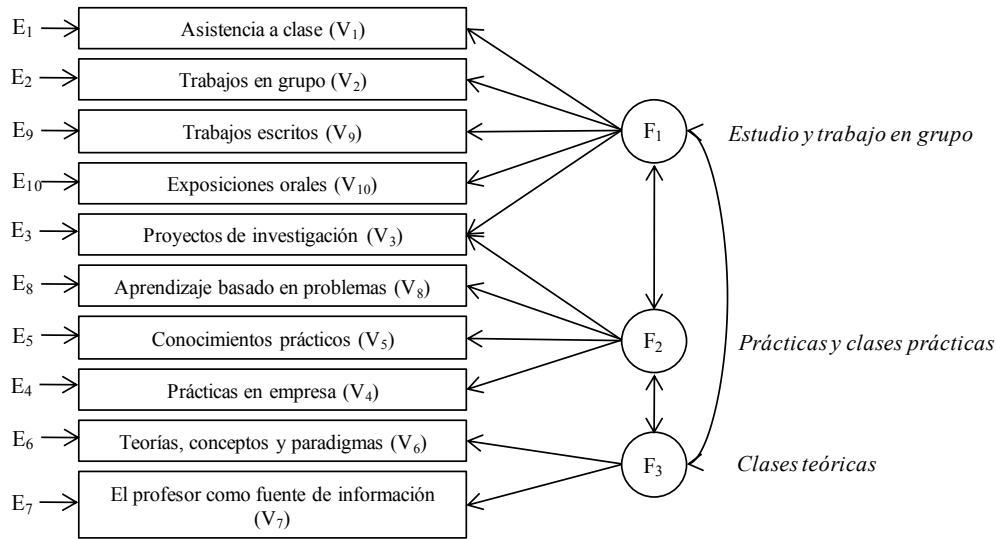 E₁ Asistencia a clase (V₁)
E₂ Trabajos en grupo (V₂)
E₉ Trabajos escritos (V₉)
F₁ Estudio y trabajo en grupo
E₁₀ Exposiciones orales (V₁₀)
E₃ Proyectos de investigación (V₃)
E₈ Aprendizaje basado en problemas (V₈)
E₅ Conocimientos prácticos (V₅)
F₂ Prácticas y clases prácticas
E₄ Prácticas en empresa (V₄)
E₆ Teorías, conceptos y paradigmas (V₆)
F₃ Clases teóricas
E₇ El profesor como fuente de información
(V₇)